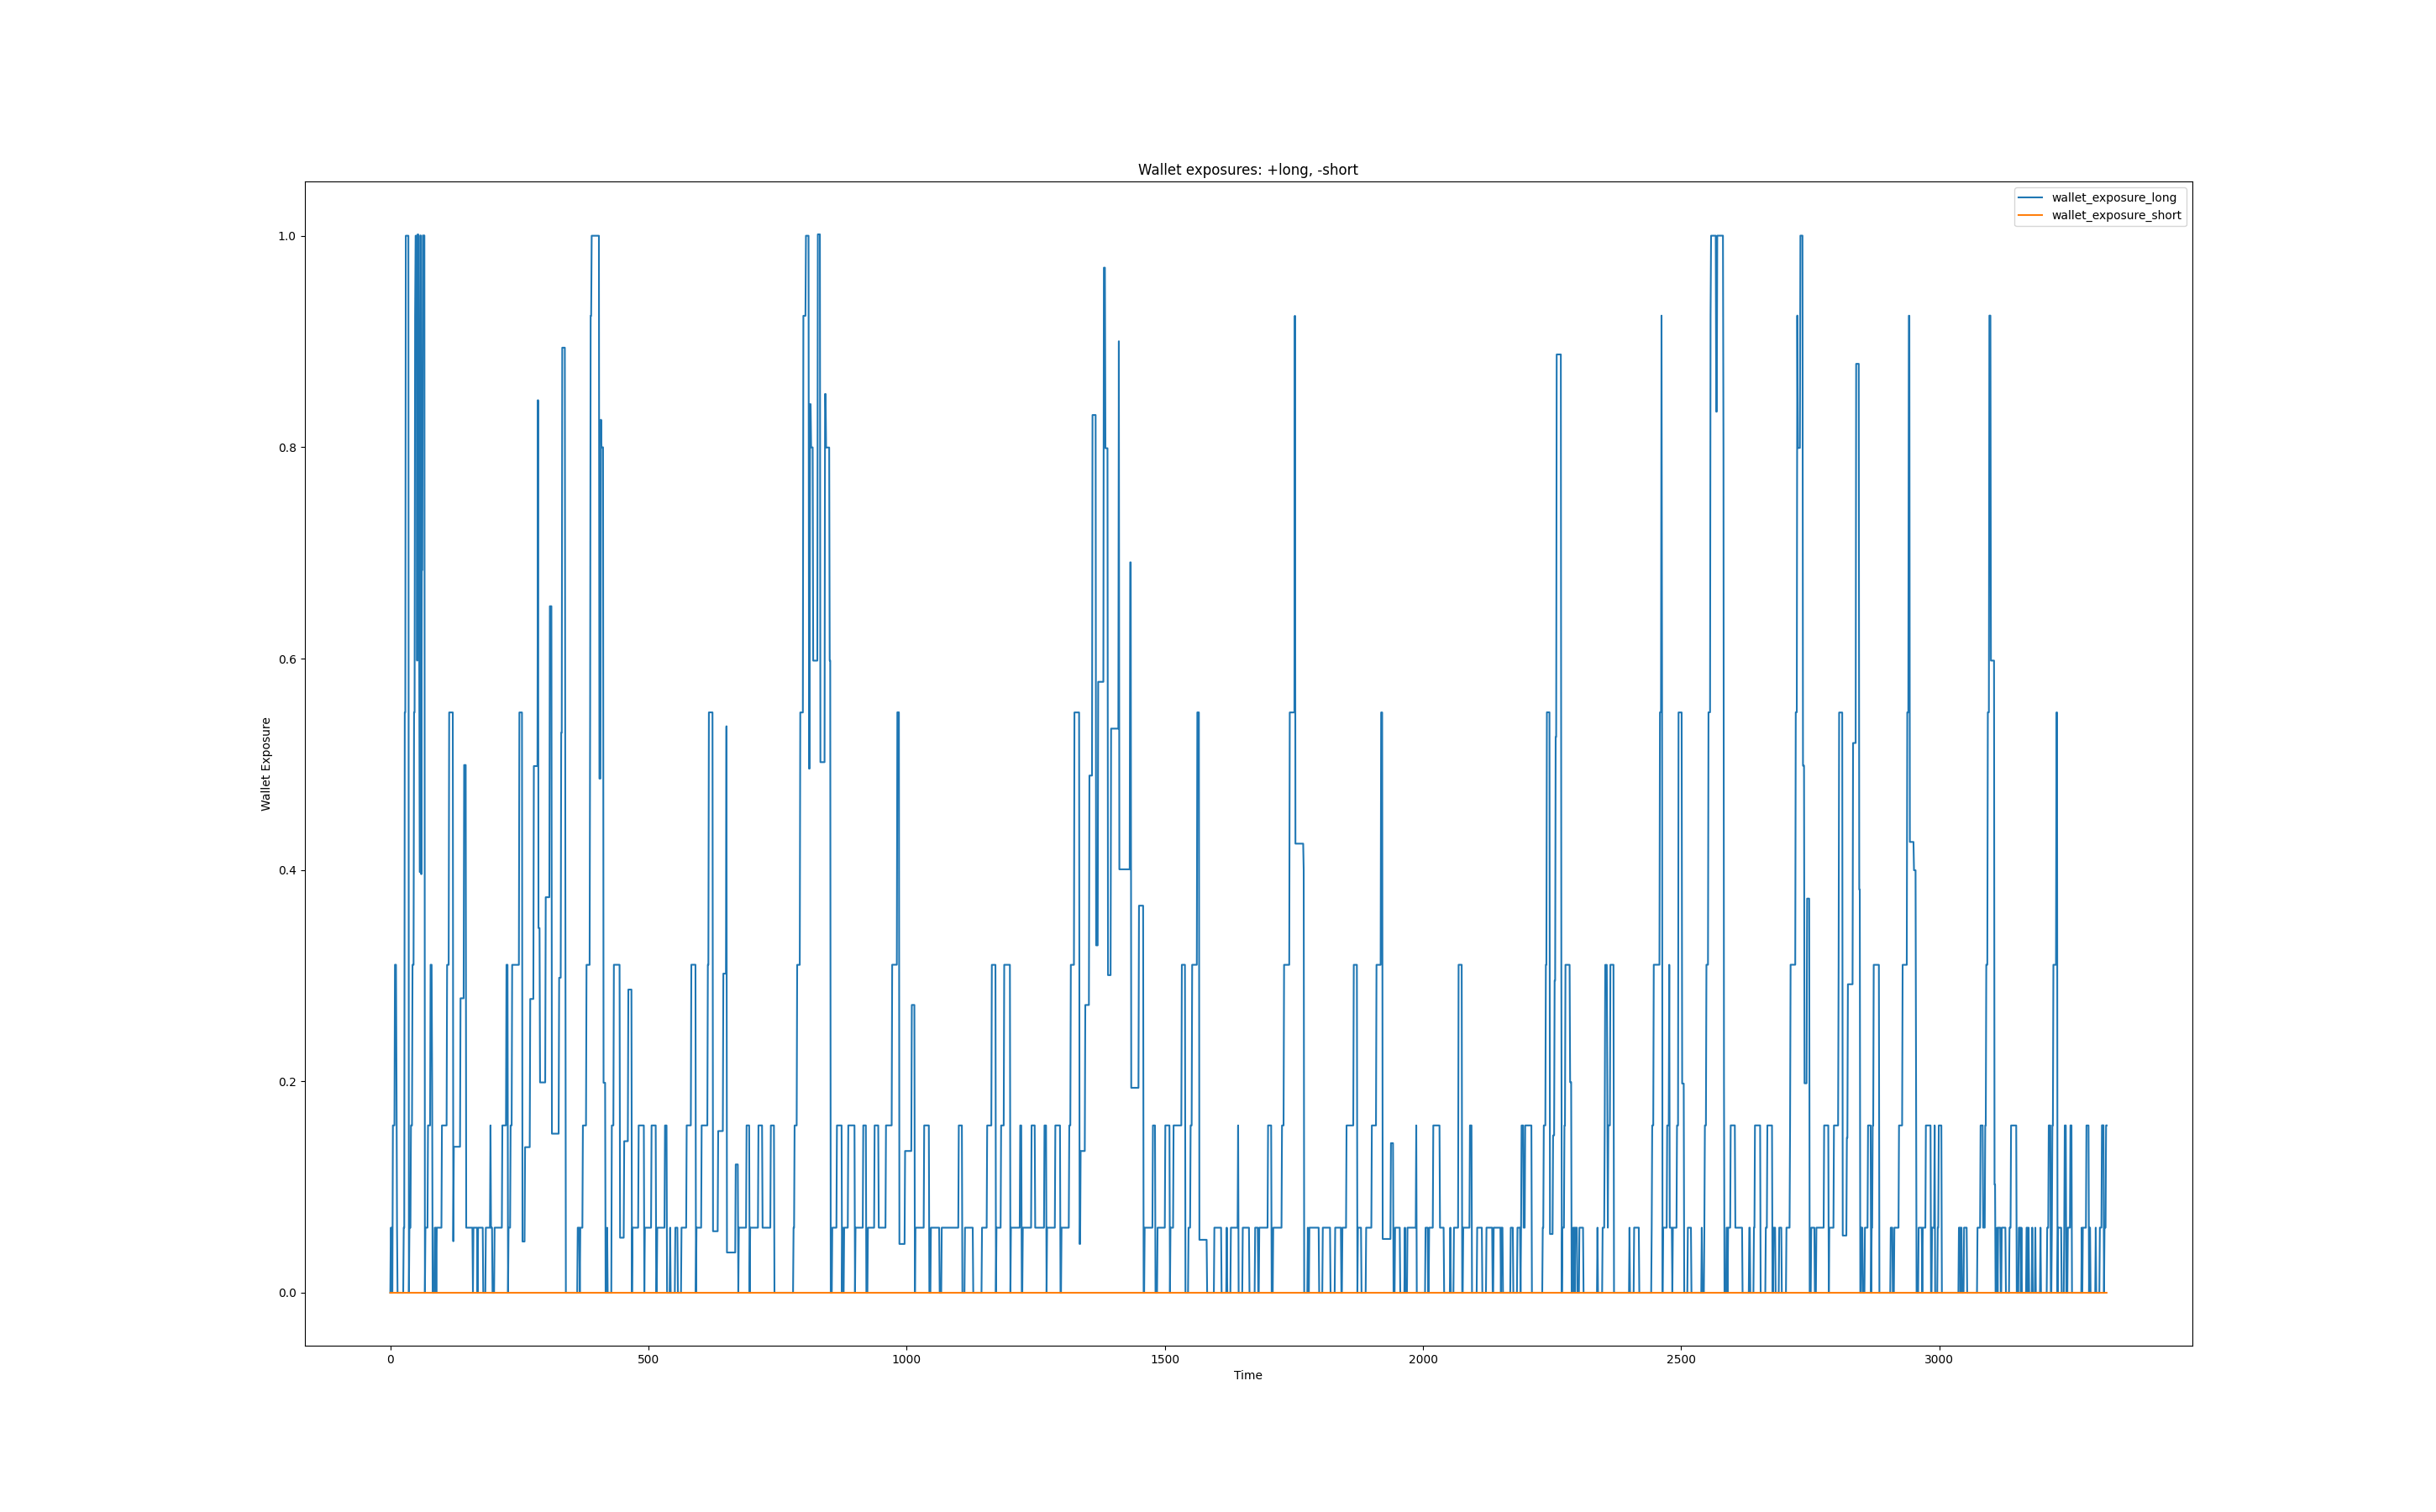 Wallet exposures: +long, -short
wallet_exposure_long
wallet_exposure_short
1.0
0.8
0.6
0.4
0.2
0.0
Wallet Exposure
0 500 1000 1500 2000 2500 3000
Time